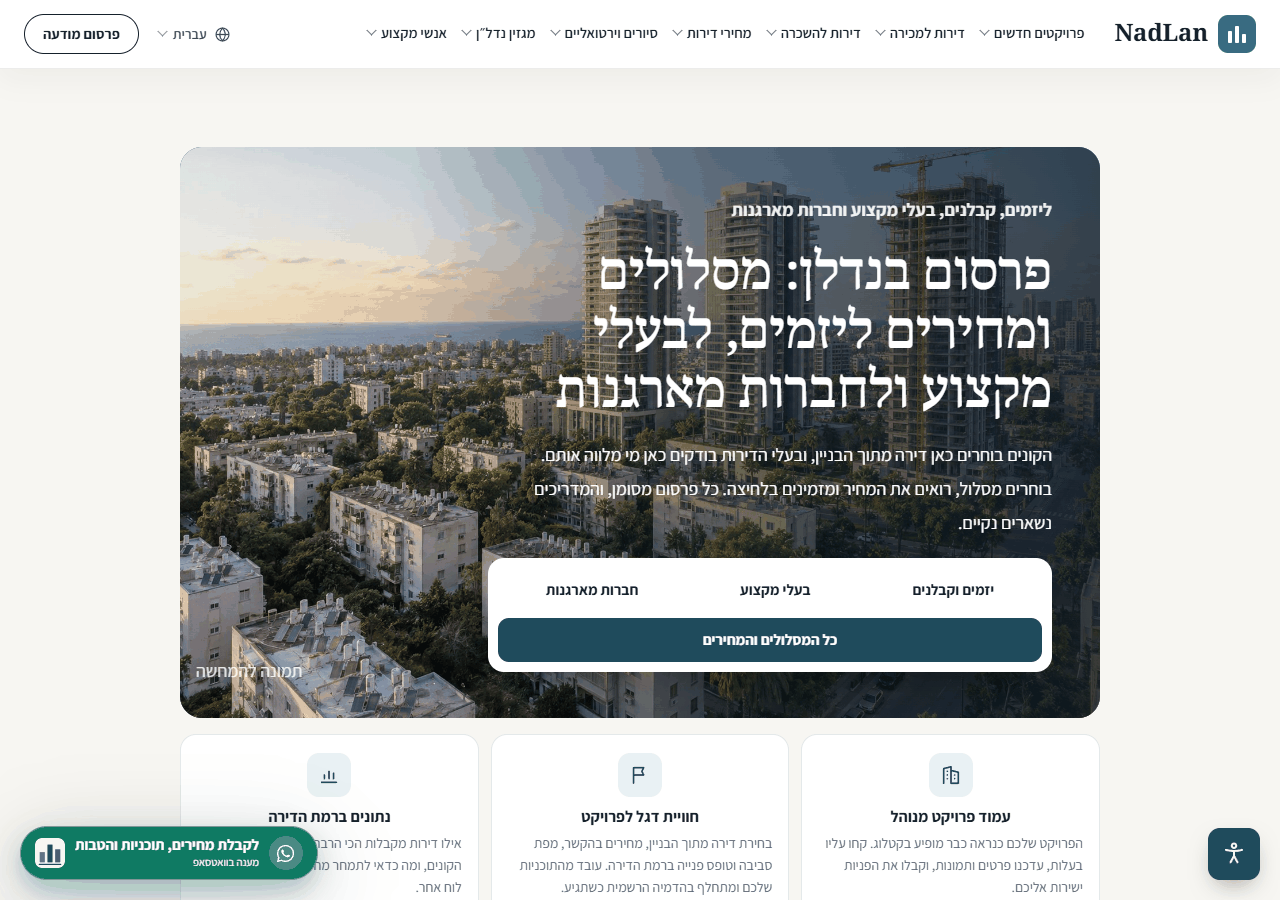 NadLan
פרויקטים חדשים
דירות למכירה
דירות להשכרה
מחירי דירות
סיורים וירטואליים
מגזין נדל״ן
אנשי מקצוע
עברית
פרסום מודעה
ליזמים, קבלנים, בעלי מקצוע וחברות מארגנות
פרסום בנדלן: מסלולים
ומחירים ליזמים, לבעלי
מקצוע ולחברות מארגנות
הקונים בוחרים כאן דירה מתוך הבניין, ובעלי הדירות בודקים כאן מי מלווה אותם.
בוחרים מסלול, רואים את המחיר ומזמינים בלחיצה. כל פרסום מסומן, והמדריכים
נשארים נקיים.
יזמים וקבלנים
בעלי מקצוע
חברות מארגנות
כל המסלולים והמחירים
תמונה להמחשה
עמוד פרויקט מנוהל
הפרויקט שלכם כנראה כבר מופיע בקטלוג. קחו עליו
בעלות, עדכנו פרטים ותמונות, וקבלו את הפניות
ישירות אליכם.
חוויית דגל לפרויקט
בחירת דירה מתוך הבניין, מחירים בהקשר, מפת
סביבה וטופס פנייה ברמת הדירה. עובד מהתוכניות
שלכם ומתחלף בהדמיה הרשמית כשתגיע.
נתונים ברמת הדירה
אילו דירות מקבלות הכי הרבה
הקונים, ומה כדאי לתמחר
לוח אחר.
לקבלת מחירים, תוכניות והטבות
מענה בוואטסאפ